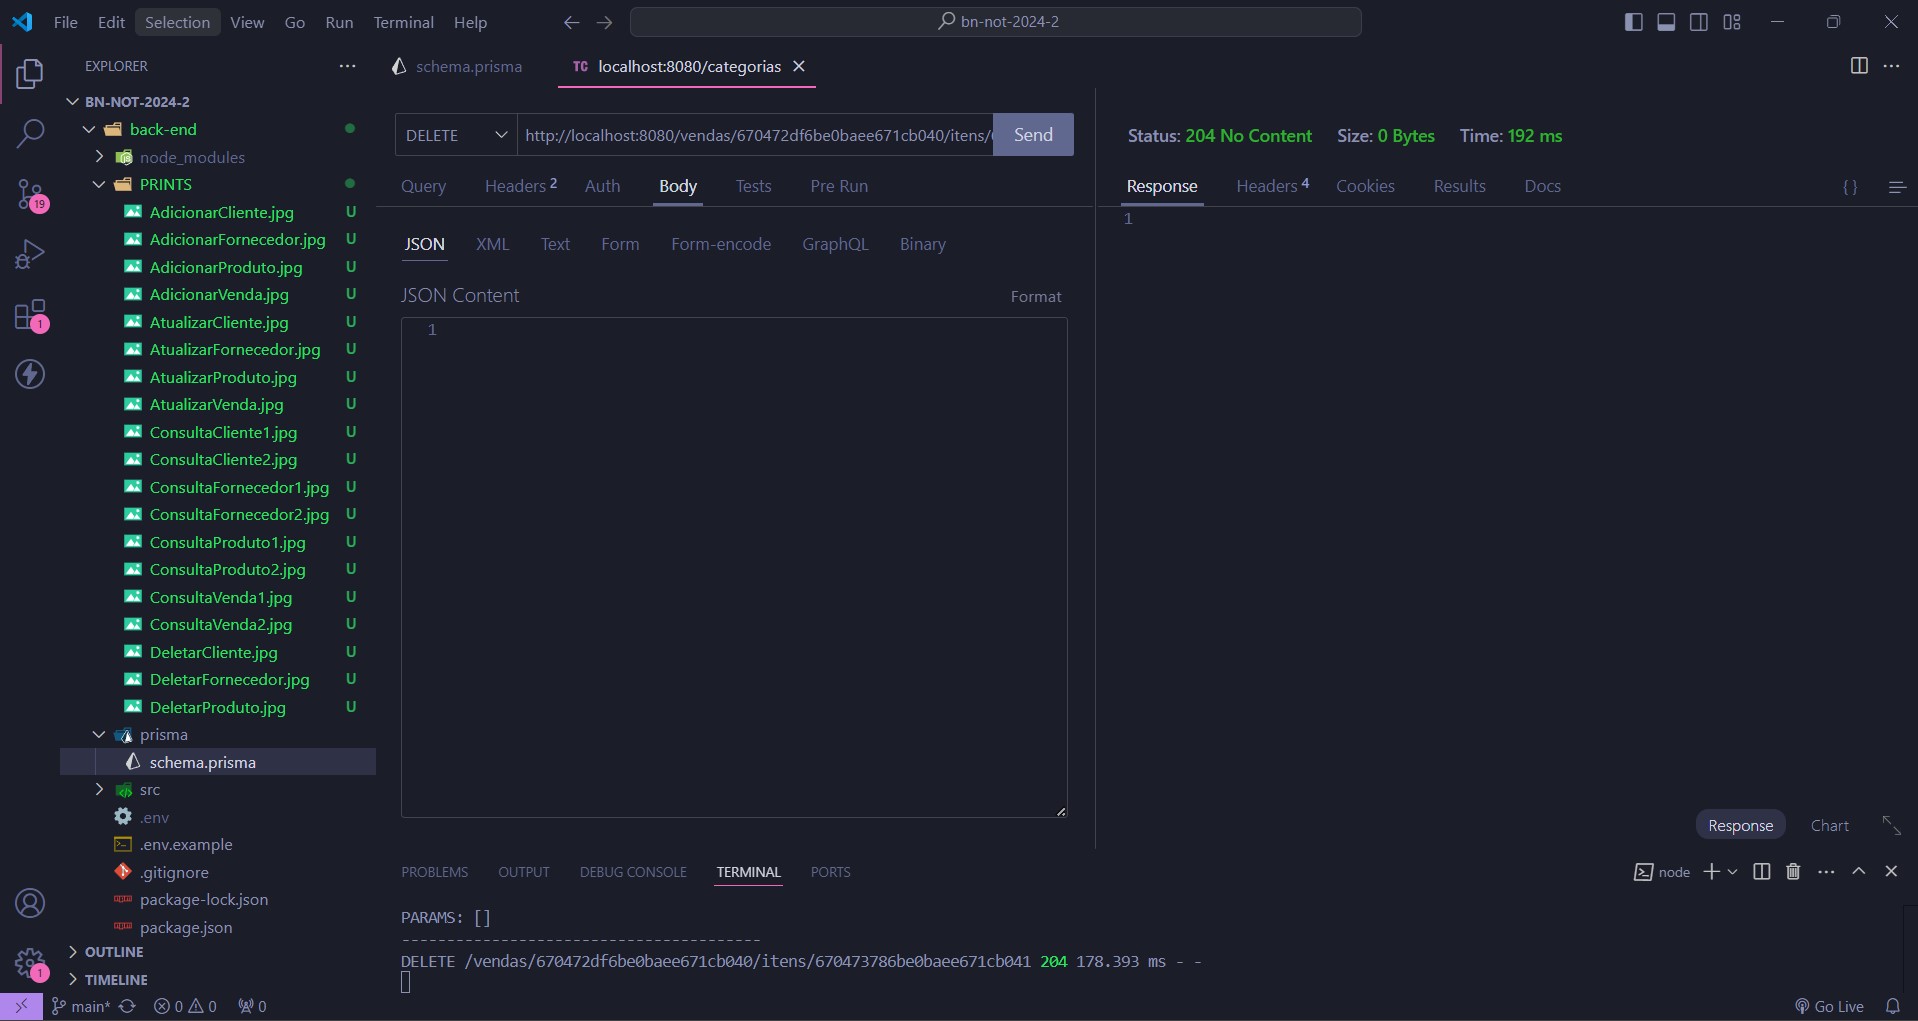 File Edit Selection View Go Run Terminal Help
bn-not-2024-2
EXPLORER
BN-NOT-2024-2
back-end
node_modules
PRINTS
AdicionarCliente.jpg U
AdicionarFornecedor.jpg U
AdicionarProduto.jpg U
AdicionarVenda.jpg U
AtualizarCliente.jpg U
AtualizarFornecedor.jpg U
AtualizarProduto.jpg U
AtualizarVenda.jpg U
ConsultaCliente1.jpg U
ConsultaCliente2.jpg U
ConsultaFornecedor1.jpg U
ConsultaFornecedor2.jpg U
ConsultaProduto1.jpg U
ConsultaProduto2.jpg U
ConsultaVenda1.jpg U
ConsultaVenda2.jpg U
DeletarCliente.jpg U
DeletarFornecedor.jpg U
DeletarProduto.jpg U
prisma
schema.prisma
src
.env
.env.example
.gitignore
package-lock.json
package.json
OUTLINE
TIMELINE
19
1
1
schema.prisma
TC localhost:8080/categorias
DELETE http://localhost:8080/vendas/670472df6be0baee671cb040/itens/ Send
Query Headers 2 Auth Body Tests Pre Run
JSON XML Text Form Form-encode GraphQL Binary
JSON Content Format
1
Status: 204 No Content Size: 0 Bytes Time: 192 ms
Response Headers 4 Cookies Results Docs { }
1
Response Chart
PROBLEMS OUTPUT DEBUG CONSOLE TERMINAL PORTS
node
PARAMS: []
----------------------------------------
DELETE /vendas/670472df6be0baee671cb040/itens/670473786be0baee671cb041 204 178.393 ms - -
main* 0 0 0
Go Live